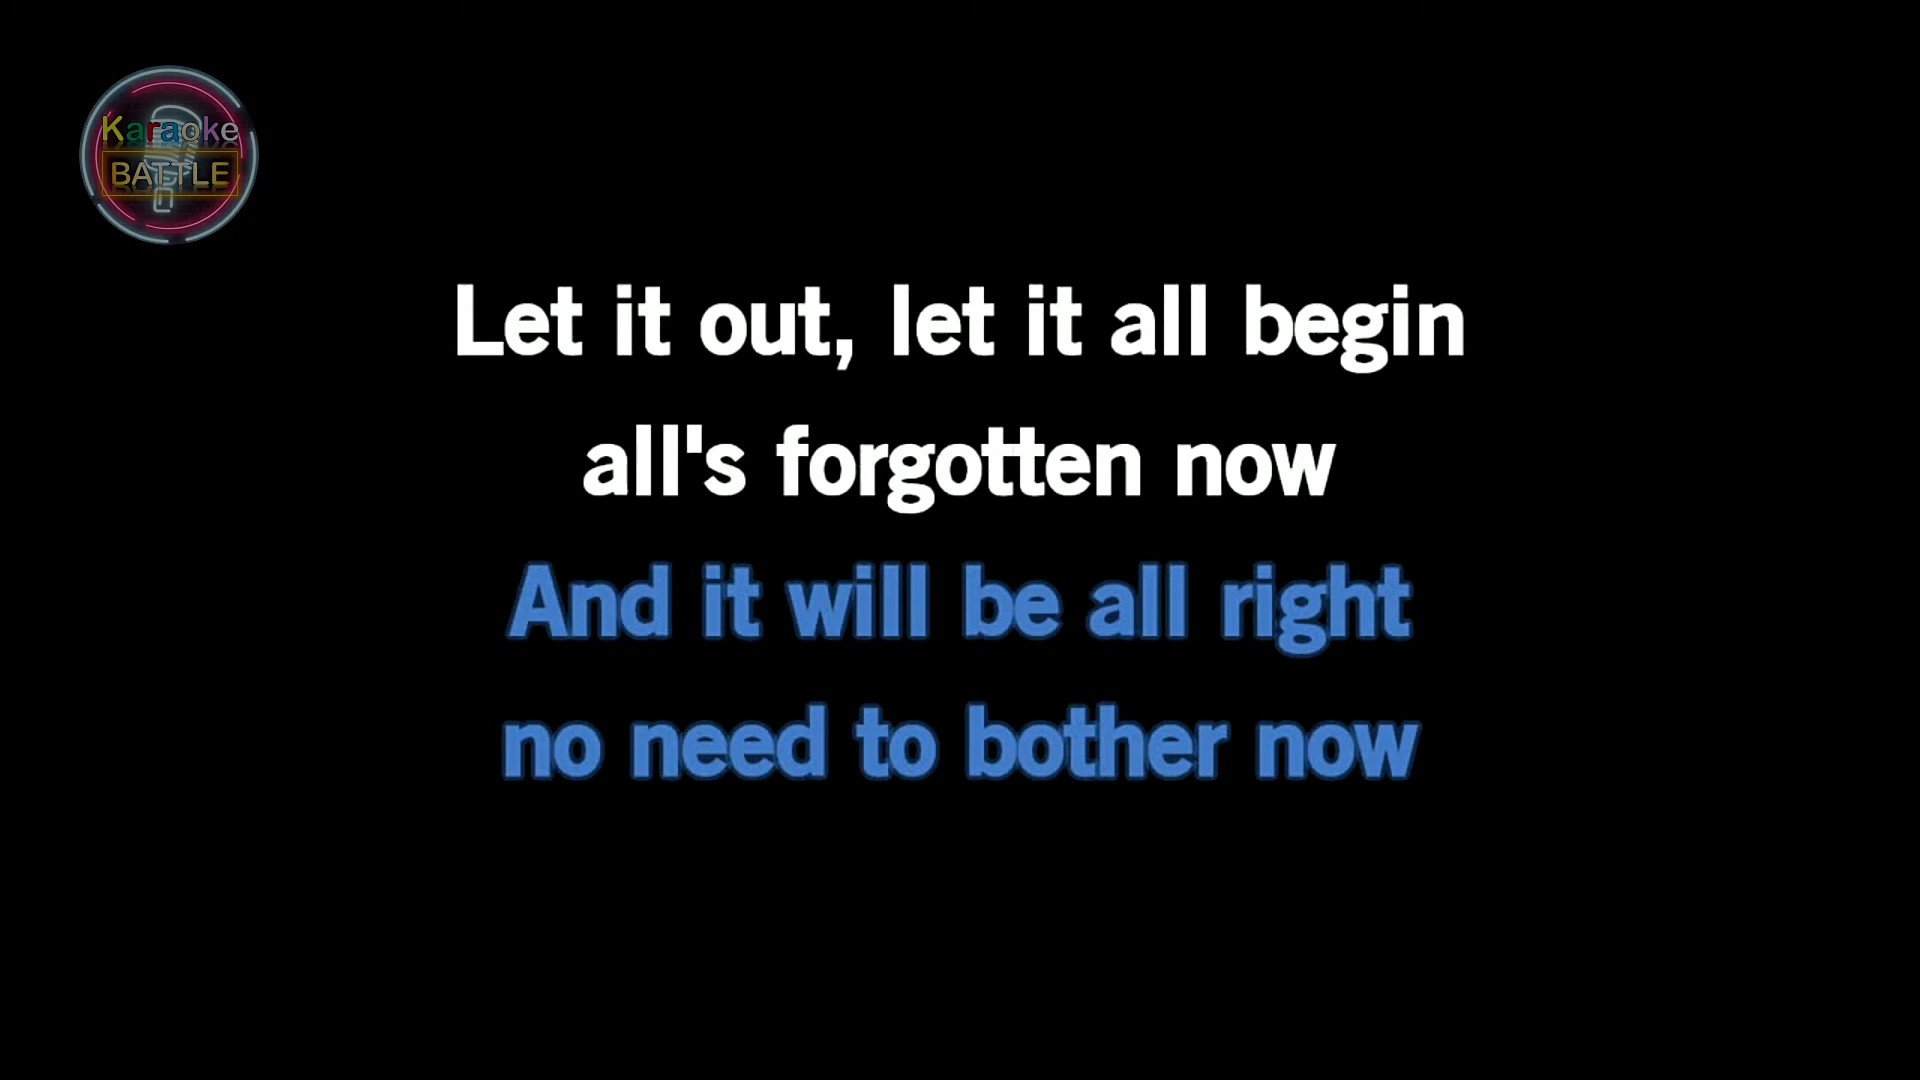 Karaoke
BATTLE
Let it out, let it all begin
all's forgotten now
And it will be all right
no need to bother now